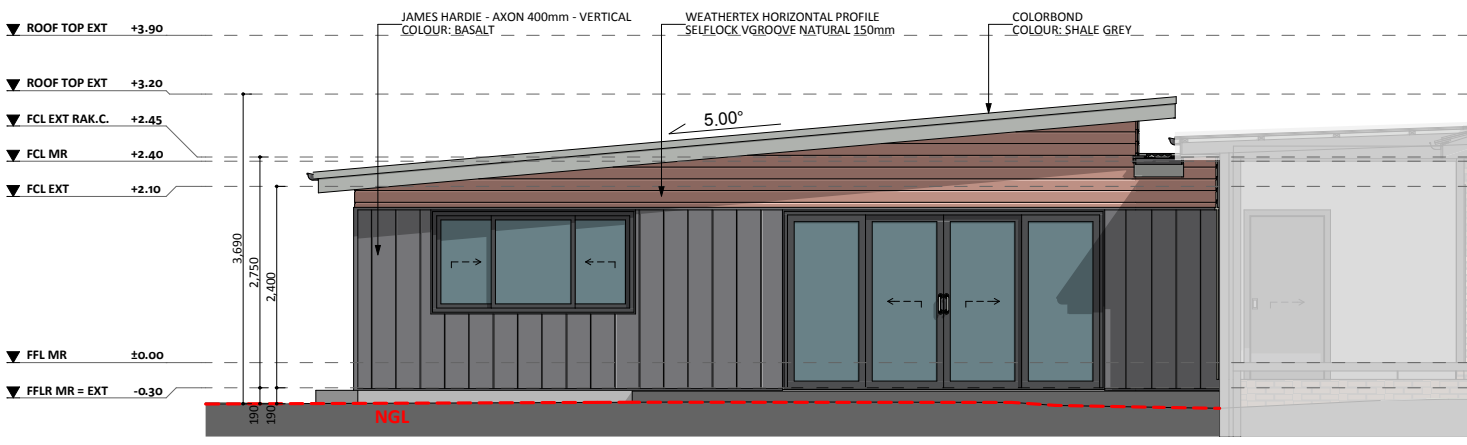 JAMES HARDIE - AXON 400mm - VERTICAL
COLOUR: BASALT
WEATHERTEX HORIZONTAL PROFILE
SELFLOCK VGROOVE NATURAL 150mm
COLORBOND
COLOUR: SHALE GREY
ROOF TOP EXT +3.90
ROOF TOP EXT +3.20
FCL EXT RAK.C. +2.45
FCL MR +2.40
FCL EXT +2.10
5.00°
3,690
2,750
2,400
FFL MR ±0.00
FFLR MR = EXT -0.30
190
190
NGL